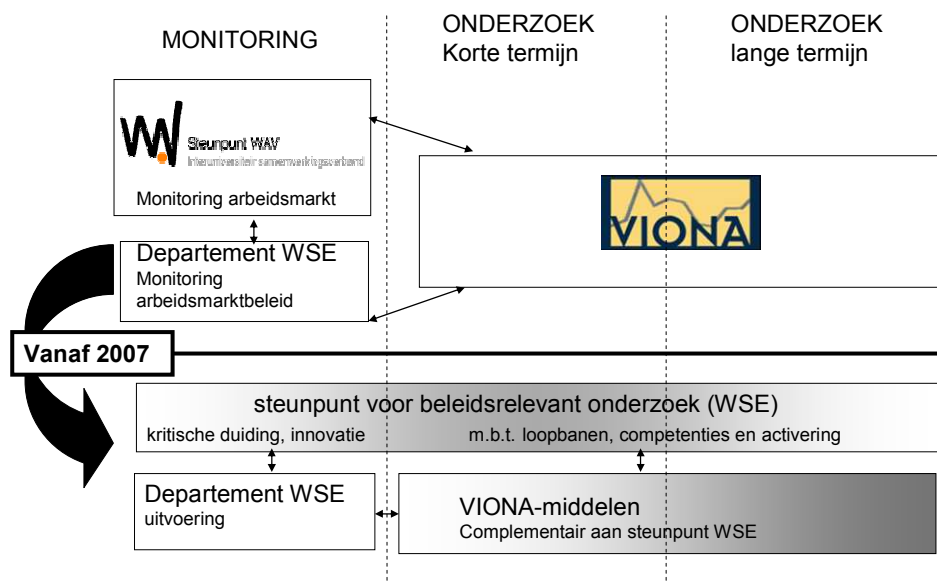 MONITORING
ONDERZOEK
Korte termijn
ONDERZOEK
lange termijn
Steunpunt WAV
Interuniversitair samenwerkingsverband
Monitoring arbeidsmarkt
VIONA
Departement WSE
Monitoring
arbeidsmarktbeleid
Vanaf 2007
steunpunt voor beleidsrelevant onderzoek (WSE)
kritische duiding, innovatie m.b.t. loopbanen, competenties en activering
Departement WSE
uitvoering
VIONA-middelen
Complementair aan steunpunt WSE